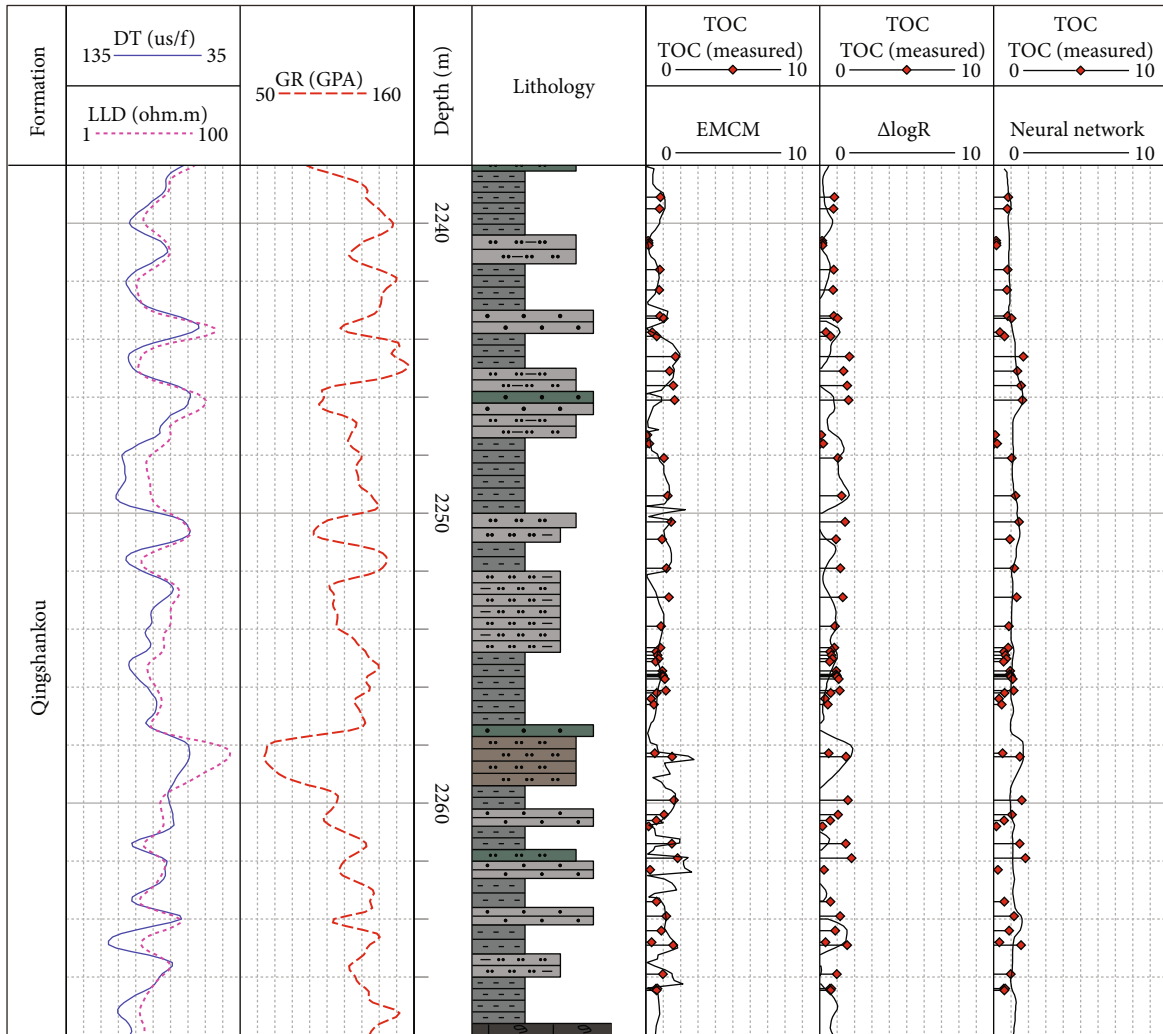 Formation
DT (us/f)
135 35
LLD (ohm.m)
1 100
GR (GPA)
50 160
Depth (m)
Lithology
TOC
TOC (measured)
0 10
EMCM
0 10
TOC
TOC (measured)
0 10
ΔlogR
0 10
TOC
TOC (measured)
0 10
Neural network
0 10
Qingshankou
2240
2250
2260